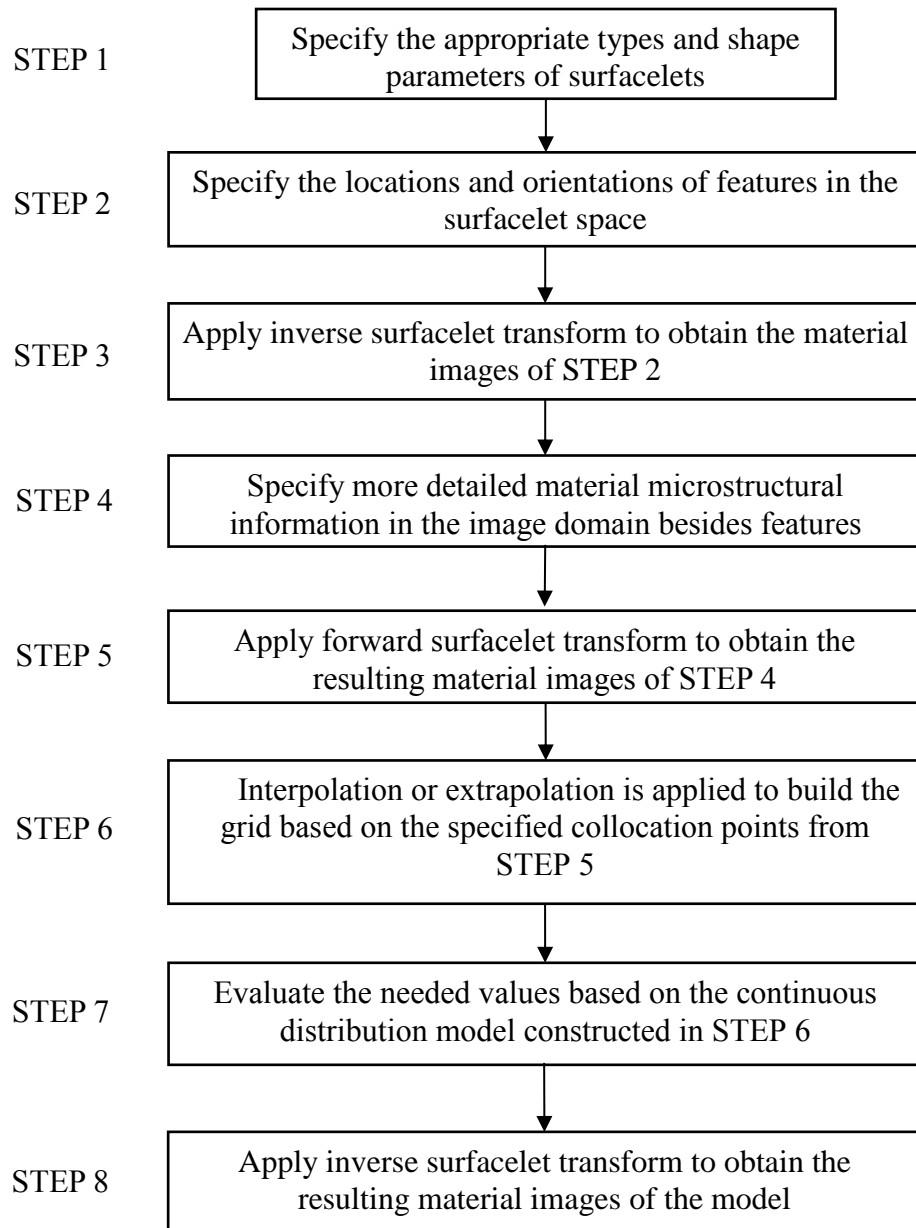 STEP 1
Specify the appropriate types and shape
parameters of surfacelets
STEP 2
Specify the locations and orientations of features in the
surfacelet space
STEP 3
Apply inverse surfacelet transform to obtain the material
images of STEP 2
STEP 4
Specify more detailed material microstructural
information in the image domain besides features
STEP 5
Apply forward surfacelet transform to obtain the
resulting material images of STEP 4
STEP 6
Interpolation or extrapolation is applied to build the
grid based on the specified collocation points from
STEP 5
STEP 7
Evaluate the needed values based on the continuous
distribution model constructed in STEP 6
STEP 8
Apply inverse surfacelet transform to obtain the
resulting material images of the model